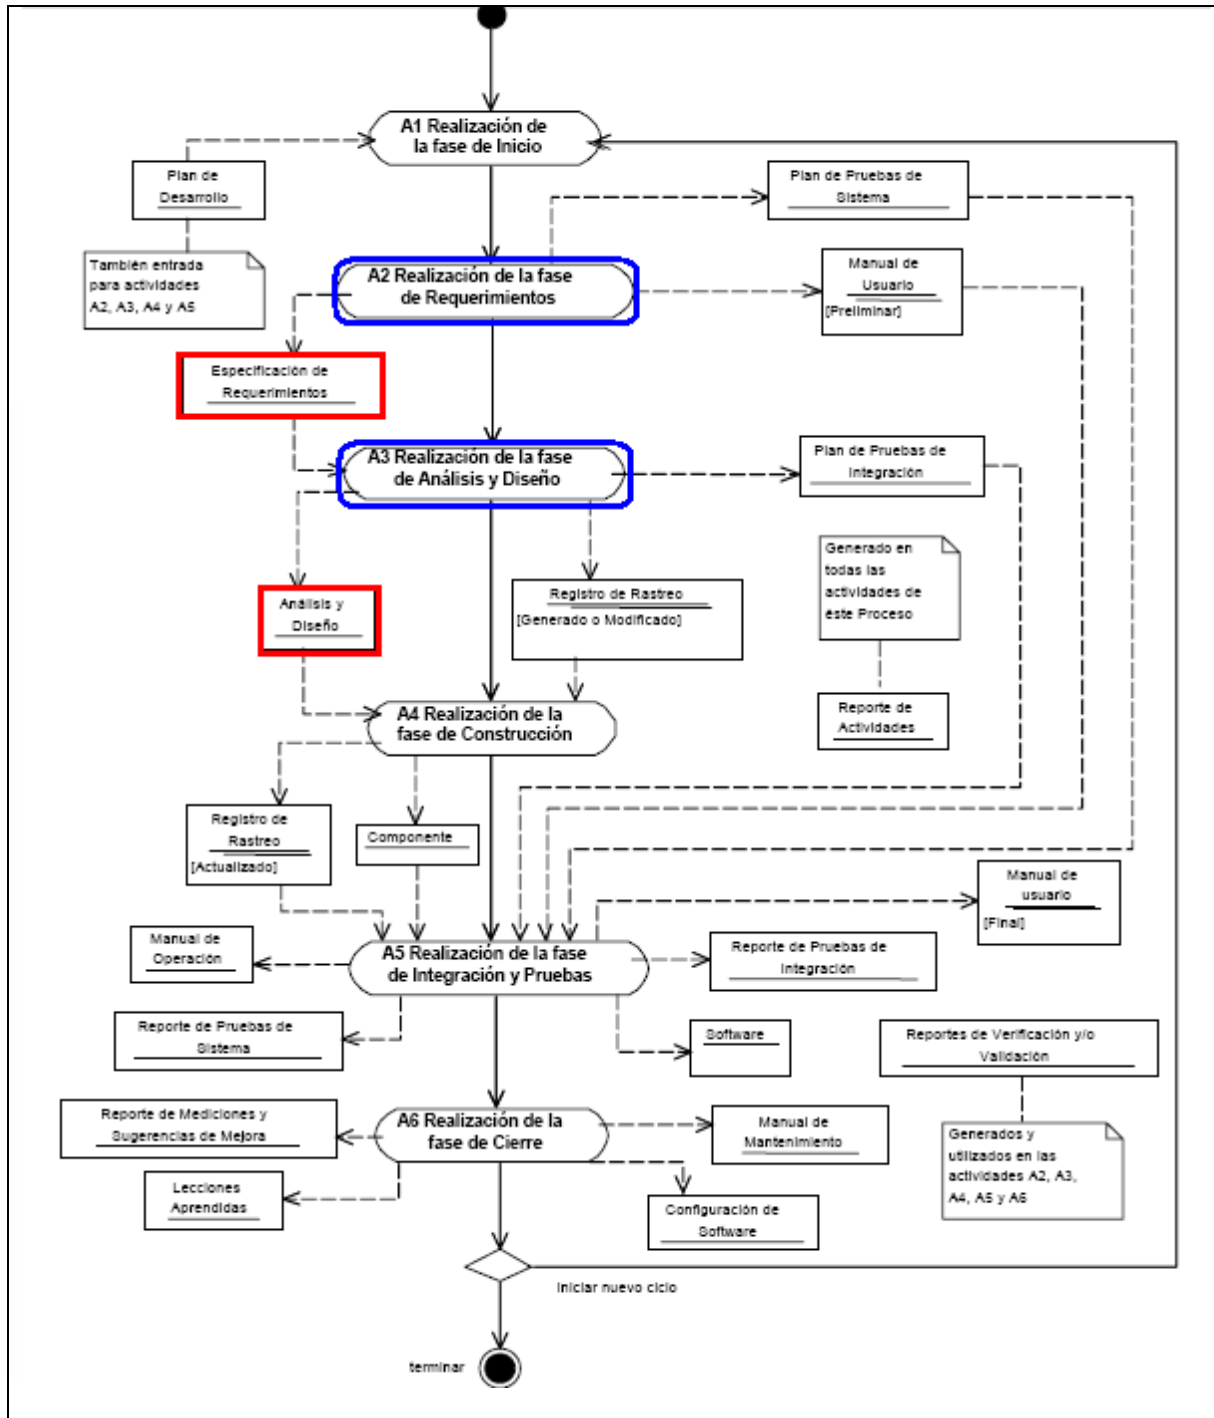 A1 Realización de
la fase de Inicio
Plan de
Desarrollo
Plan de Pruebas de
Sistema
También entrada
para actividades
A2, A3, A4 y A5
A2 Realización de la fase
de Requerimientos
Manual de
Usuario
[Preliminar]
Especificación de
Requerimientos
A3 Realización de la fase
de Análisis y Diseño
Plan de Pruebas de
Integración
Generado en
todas las
actividades de
éste Proceso
Análisis y
Diseño
Registro de Rastreo
[Generado o Modificado]
Reporte de
Actividades
A4 Realización de la
fase de Construcción
Registro de
Rastreo
[Actualizado]
Componente
Manual de
usuario
[Final]
Manual de
Operación
A5 Realización de la fase
de Integración y Pruebas
Reporte de Pruebas de
Integración
Reporte de Pruebas de
Sistema
Software
Reportes de Verificación y/o
Validación
Reporte de Mediciones y
Sugerencias de Mejora
A6 Realización de la
fase de Cierre
Manual de
Mantenimiento
Generados y
utilizados en las
actividades A2, A3,
A4, A5 y A6
Lecciones
Aprendidas
Configuración de
Software
Iniciar nuevo ciclo
terminar